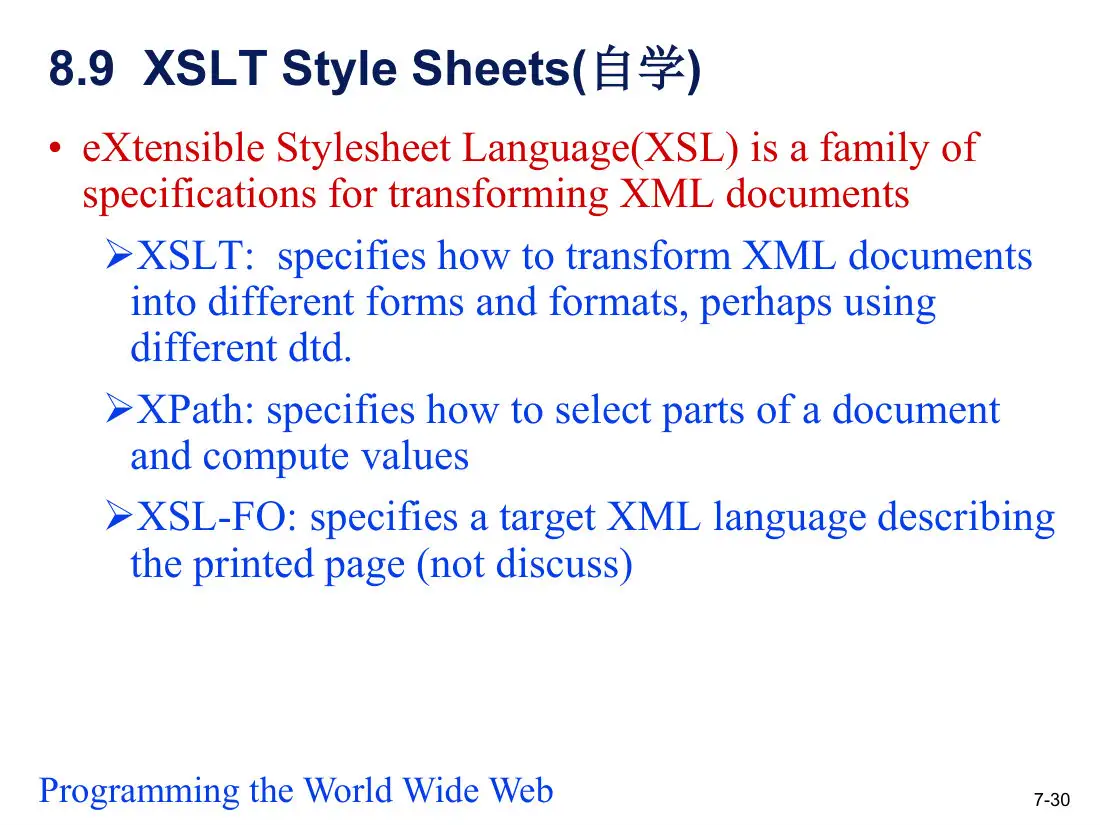 8.9  XSLT Style Sheets(自学)
• eXtensible Stylesheet Language(XSL) is a family of
specifications for transforming XML documents
➢XSLT:  specifies how to transform XML documents
into different forms and formats, perhaps using
different dtd.
➢XPath: specifies how to select parts of a document
and compute values
➢XSL-FO: specifies a target XML language describing
the printed page (not discuss)
Programming the World Wide Web
7-30